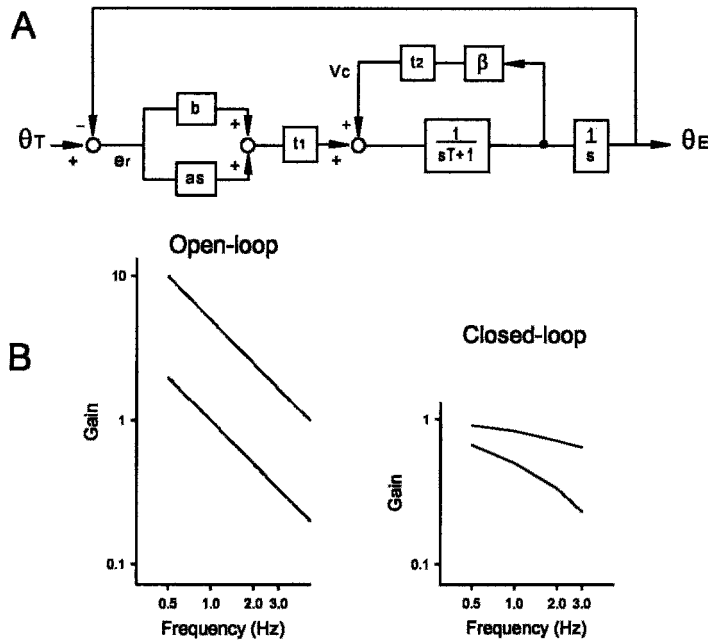 A
Vc
t2
β
θT
−
+
er
b
as
+
+
t1
+
+
1
sT+1
1
s
θE
B
Open-loop
Gain
10
1
0.1
0.5 1.0 2.0 3.0
Frequency (Hz)
Closed-loop
Gain
1
0.1
0.5 1.0 2.0 3.0
Frequency (Hz)